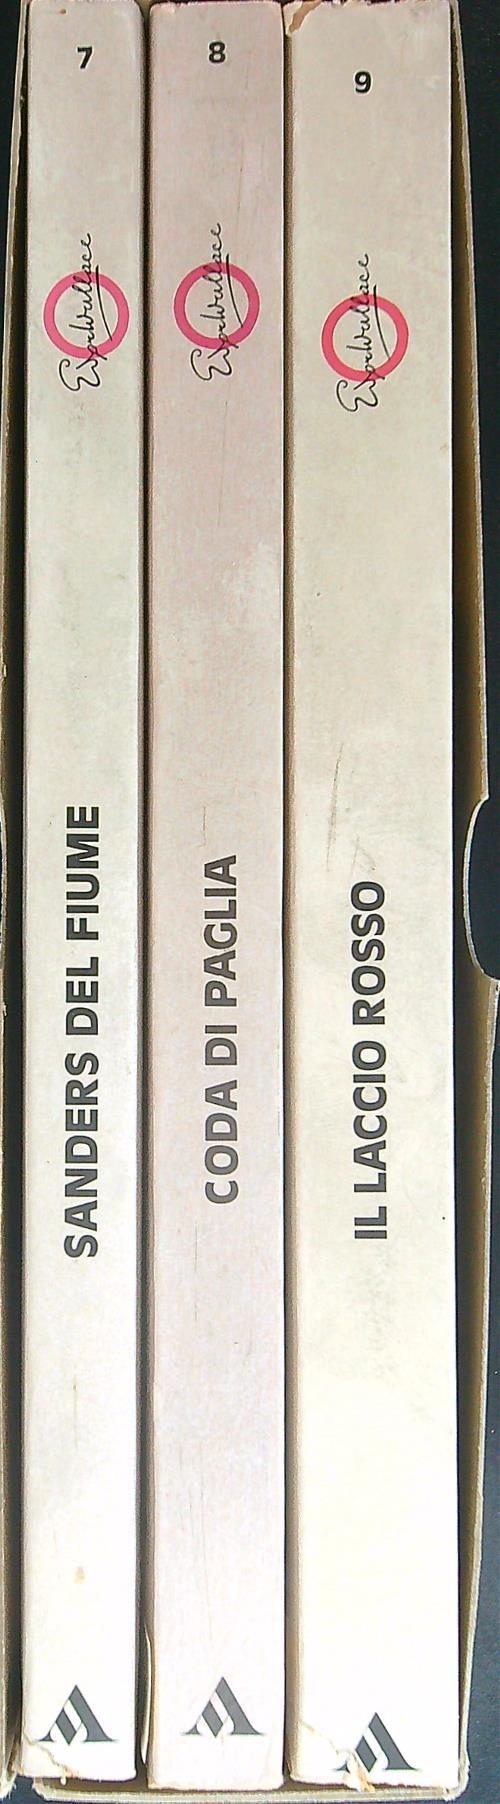 7
Edgar Wallace
SANDERS DEL FIUME
8
Edgar Wallace
CODA DI PAGLIA
9
Edgar Wallace
IL LACCIO ROSSO